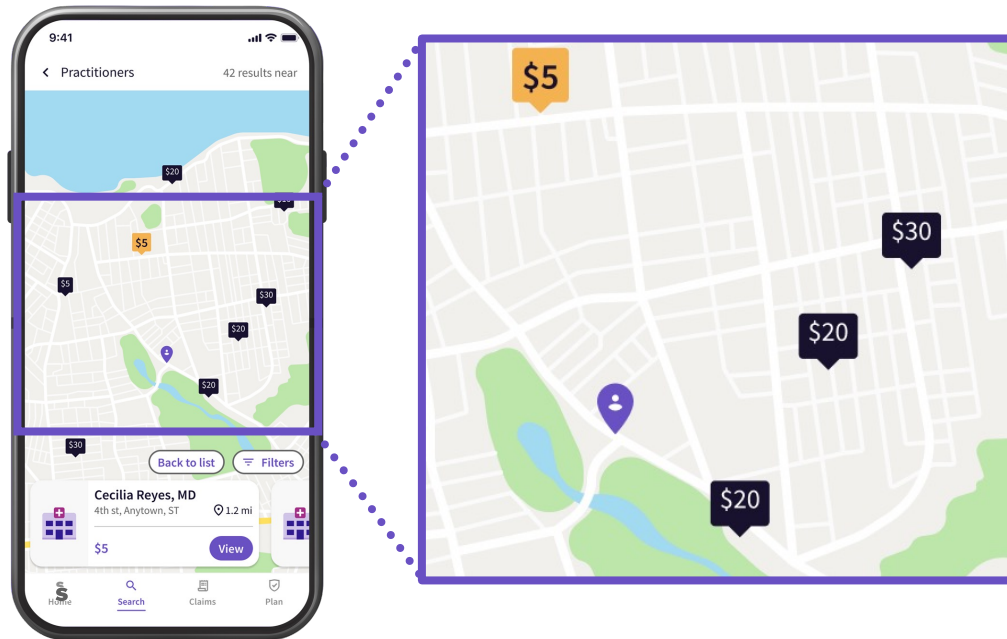 9:41
Practitioners
42 results near
$20
$5
$5
$30
$20
$20
$30
Back to list
Filters
Cecilia Reyes, MD
4th st, Anytown, ST
1.2 mi
$5
View
Home
Search
Claims
Plan
$5
$30
$20
$20